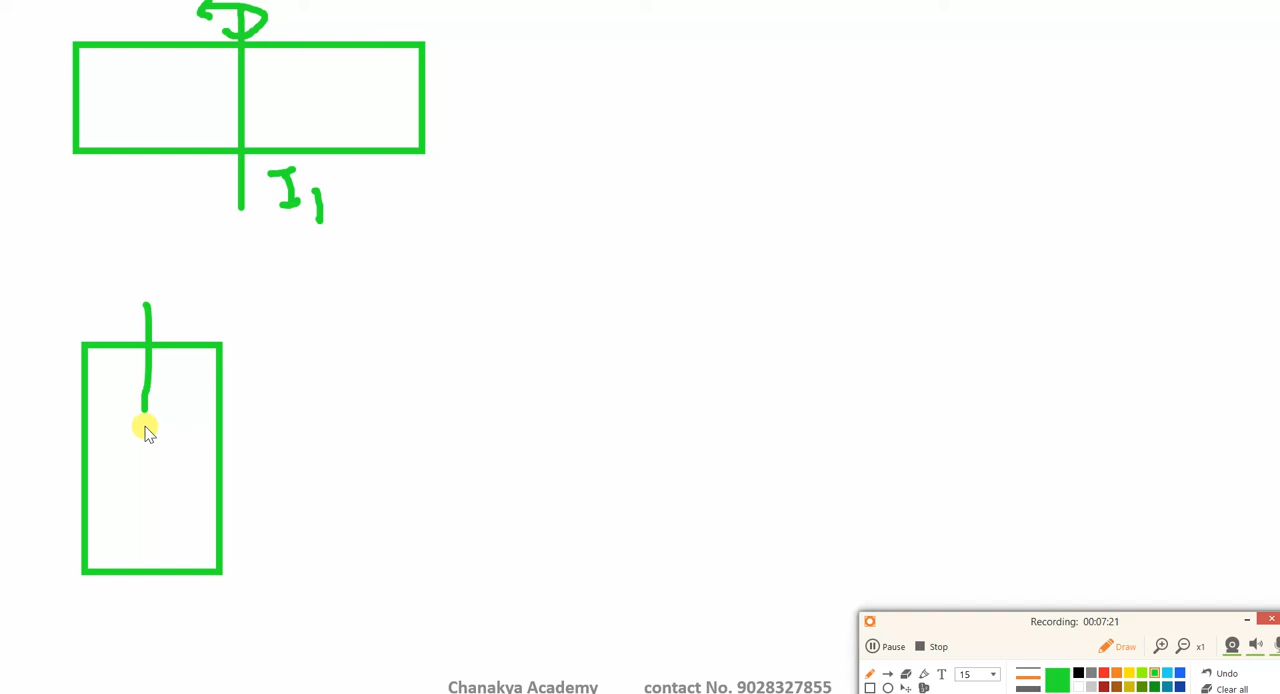 I1
Recording: 00:07:21
Pause Stop Draw x1
T 15 Undo
Clear all
Chanakya Academy contact No. 9028327855